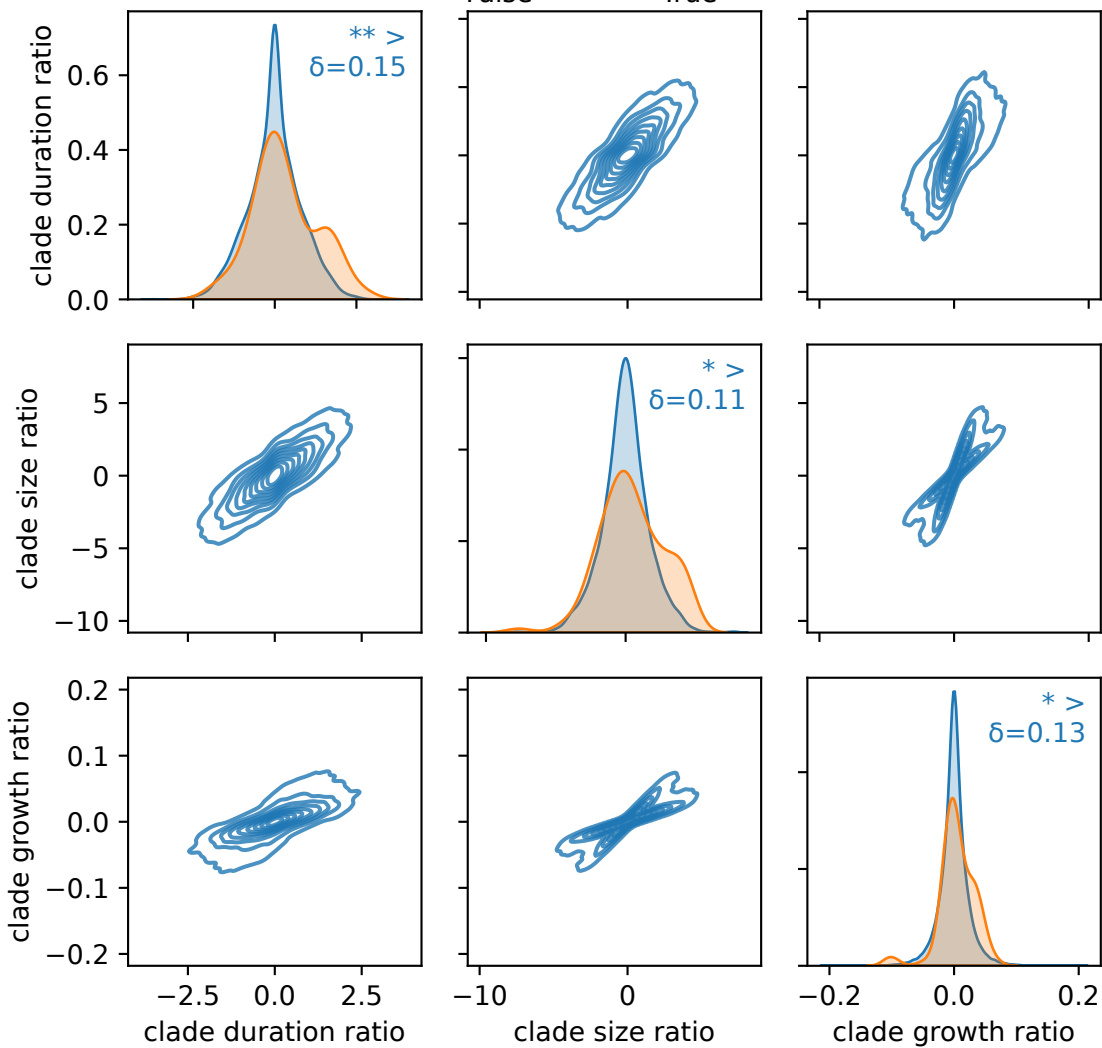 False True
clade duration ratio
0.6
0.4
0.2
0.0
** >
δ=0.15
clade size ratio
5
0
−5
−10
* >
δ=0.11
clade growth ratio
0.2
0.1
0.0
−0.1
−0.2
* >
δ=0.13
−2.5 0.0 2.5
−10 0
−0.2 0.0 0.2
clade duration ratio
clade size ratio
clade growth ratio